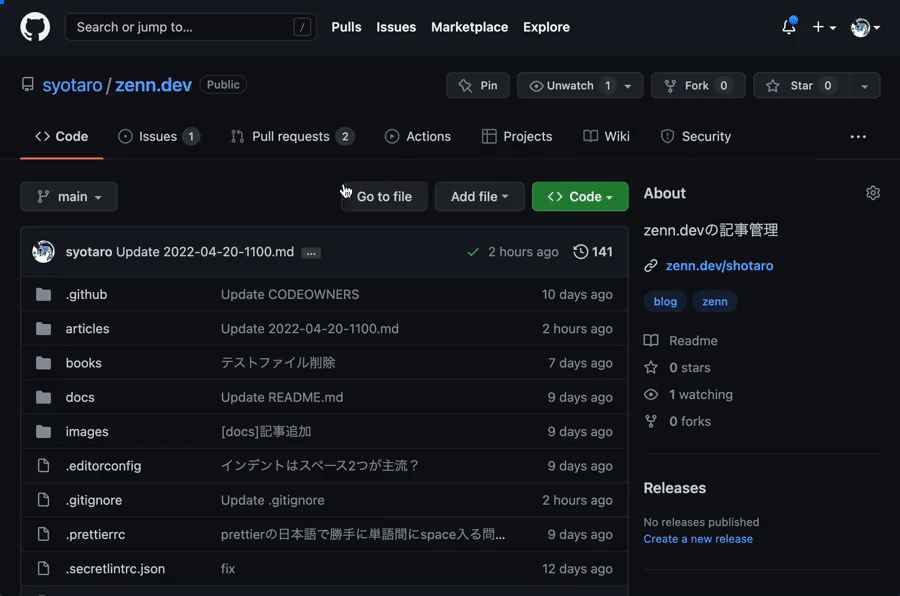 Search or jump to... /
Pulls Issues Marketplace Explore
syotaro / zenn.dev Public
Pin Unwatch 1 Fork 0 Star 0
Code Issues 1 Pull requests 2 Actions Projects Wiki Security ...
main Go to file Add file Code
syotaro Update 2022-04-20-1100.md ... 2 hours ago 141
.github Update CODEOWNERS 10 days ago
articles Update 2022-04-20-1100.md 2 hours ago
books テストファイル削除 7 days ago
docs Update README.md 9 days ago
images [docs]記事追加 9 days ago
.editorconfig インデントはスペース2つが主流？ 9 days ago
.gitignore Update .gitignore 2 hours ago
.prettierrc prettierの日本語で勝手に単語間にspace入る問... 9 days ago
.secretlintrc.json fix 12 days ago
About
zenn.devの記事管理
zenn.dev/shotaro
blog zenn
Readme
0 stars
1 watching
0 forks
Releases
No releases published
Create a new release